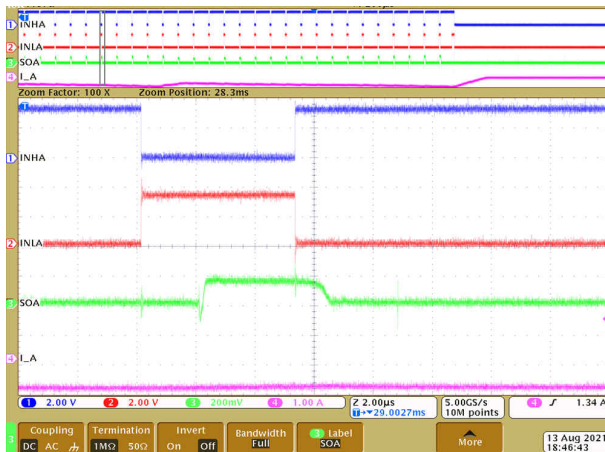 1 INHA
2 INLA
3 SOA
4 I_A
Zoom Factor: 100 X Zoom Position: 28.3ms
T
1 INHA
2 INLA
3 SOA
4 I_A
1 2.00 V 2 2.00 V 3 200mV 4 1.00 A Z 2.00µs 5.00GS/s 4 1.34 A
T→▼29.0027ms 10M points
3 Coupling Termination Invert Bandwidth 3 Label More
DC AC 1MΩ 50Ω On Off Full SOA
13 Aug 2021
18:46:43